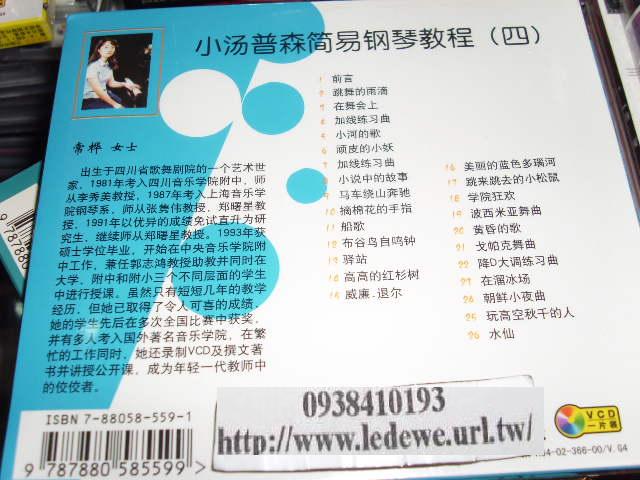 小汤普森简易钢琴教程（四）
常桦 女士
出生于四川省歌舞剧院的一个艺术世
家，1981年考入四川音乐学院附中，师
从李秀美教授，1987年考入上海音乐学
院钢琴系，师从张隽伟教授，郑曙星教
授，1991年以优异的成绩免试直升为研
究生，继续师从郑曙星教授。1993年获
硕士学位毕业，开始在中央音乐学院附
中工作，兼任郭志鸿教授助教并同时在
大学、附中和附小三个不同层面的学生
中进行授课。虽然只有短短几年的教学
经历，但她已取得了令人可喜的成绩，
她的学生先后在多次全国比赛中获奖，
并有多人考入国外著名音乐学院，在繁
忙的工作同时，她还录制VCD及撰文著
书并讲授公开课，成为年轻一代教师中
的佼佼者。
1 前言
2 跳舞的雨滴
3 在舞会上
4 加线练习曲
5 小河的歌
6 顽皮的小妖
7 加线练习曲
8 小说中的故事
9 马车绕山奔驰
10 摘棉花的手指
11 船歌
12 布谷鸟自鸣钟
13 驿站
14 高高的红杉树
15 威廉.退尔
16 美丽的蓝色多瑙河
17 跳来跳去的小松鼠
18 学院狂欢
19 波西米亚舞曲
20 黄昏的歌
21 戈帕克舞曲
22 降D大调练习曲
23 在溜冰场
24 朝鲜小夜曲
25 玩高空秋千的人
26 水仙
ISBN 7-88058-559-1
9 787880 585599 >
0938410193
http://www.ledewe.url.tw/
VCD
一片装
04-02-366-00/V.G4
9 787880